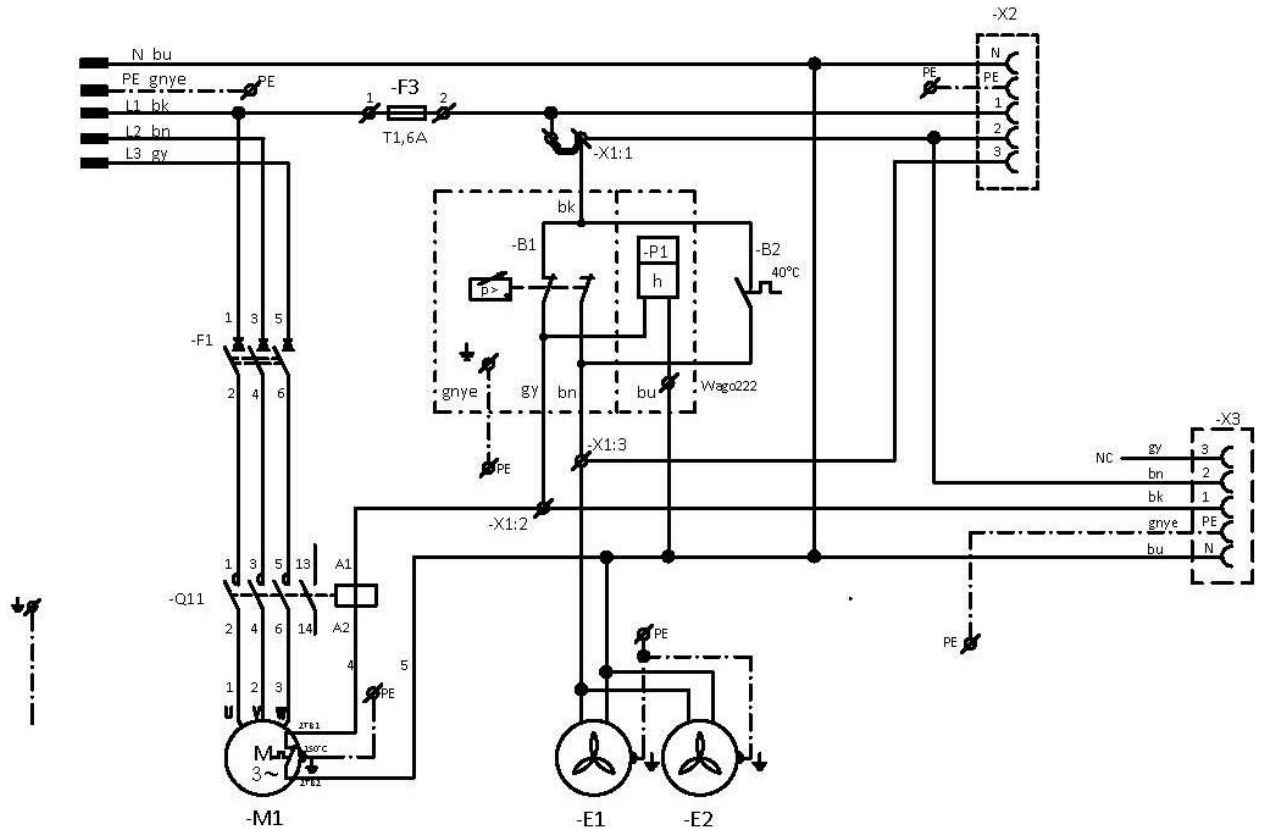 -X2
N bu
N
PE gnye
PE
PE
PE
-F3
L1 bk
1
2
1
T1,6A
L2 bn
2
-X1:1
L3 gy
3
bk
-B1
-P1
-B2
p>
h
40°C
1 3 5
-F1
2 4 6
gnye
gy
bn
bu
Wago222
-X3
-X1:3
NC
gy
3
PE
bn
2
bk
1
-X1:2
gnye
PE
bu
N
1 3 5 13
A1
-Q11
2 4 6 14
A2
PE
PE
4
5
1 2 3
PE
U V W
2TB1
M
150°C
3~
2TB2
-M1
-E1
-E2